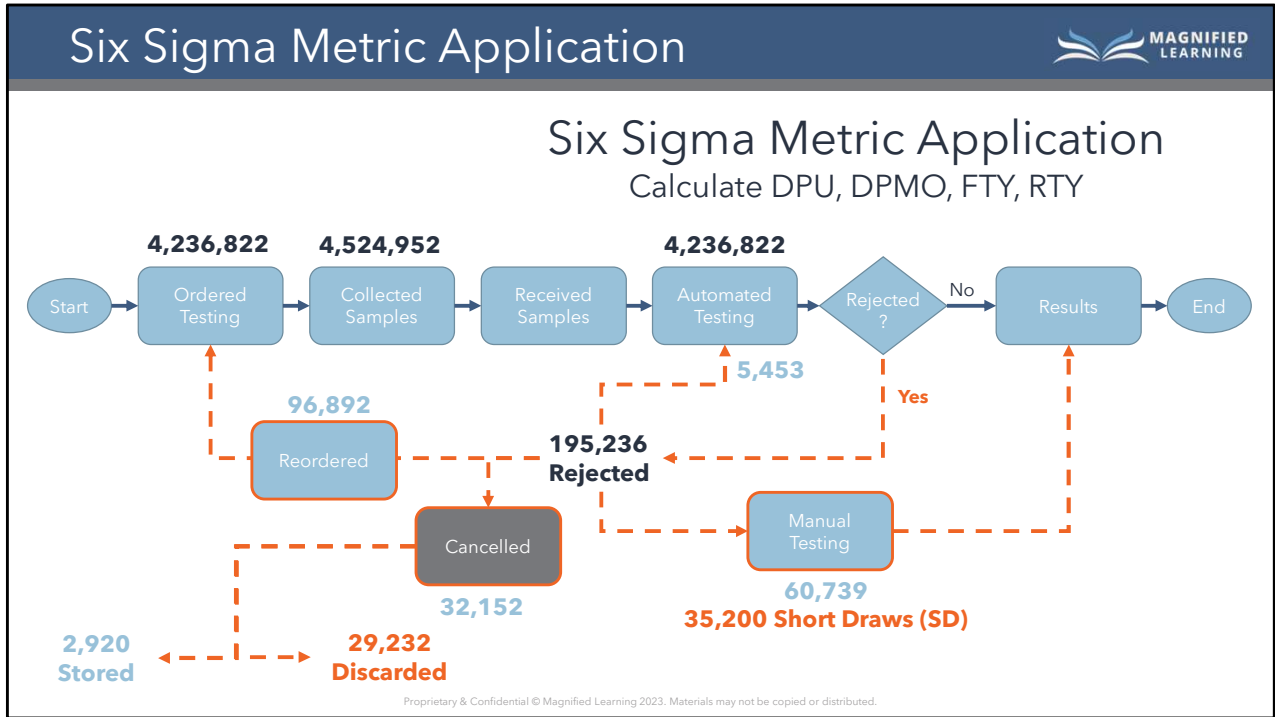 Six Sigma Metric Application
MAGNIFIED
LEARNING
Six Sigma Metric Application
Calculate DPU, DPMO, FTY, RTY
4,236,822
4,524,952
4,236,822
Start
Ordered
Testing
Collected
Samples
Received
Samples
Automated
Testing
Rejected
?
No
Results
End
5,453
Yes
96,892
Reordered
195,236
Rejected
Cancelled
32,152
Manual
Testing
60,739
35,200 Short Draws (SD)
2,920
Stored
29,232
Discarded
Proprietary & Confidential © Magnified Learning 2023. Materials may not be copied or distributed.